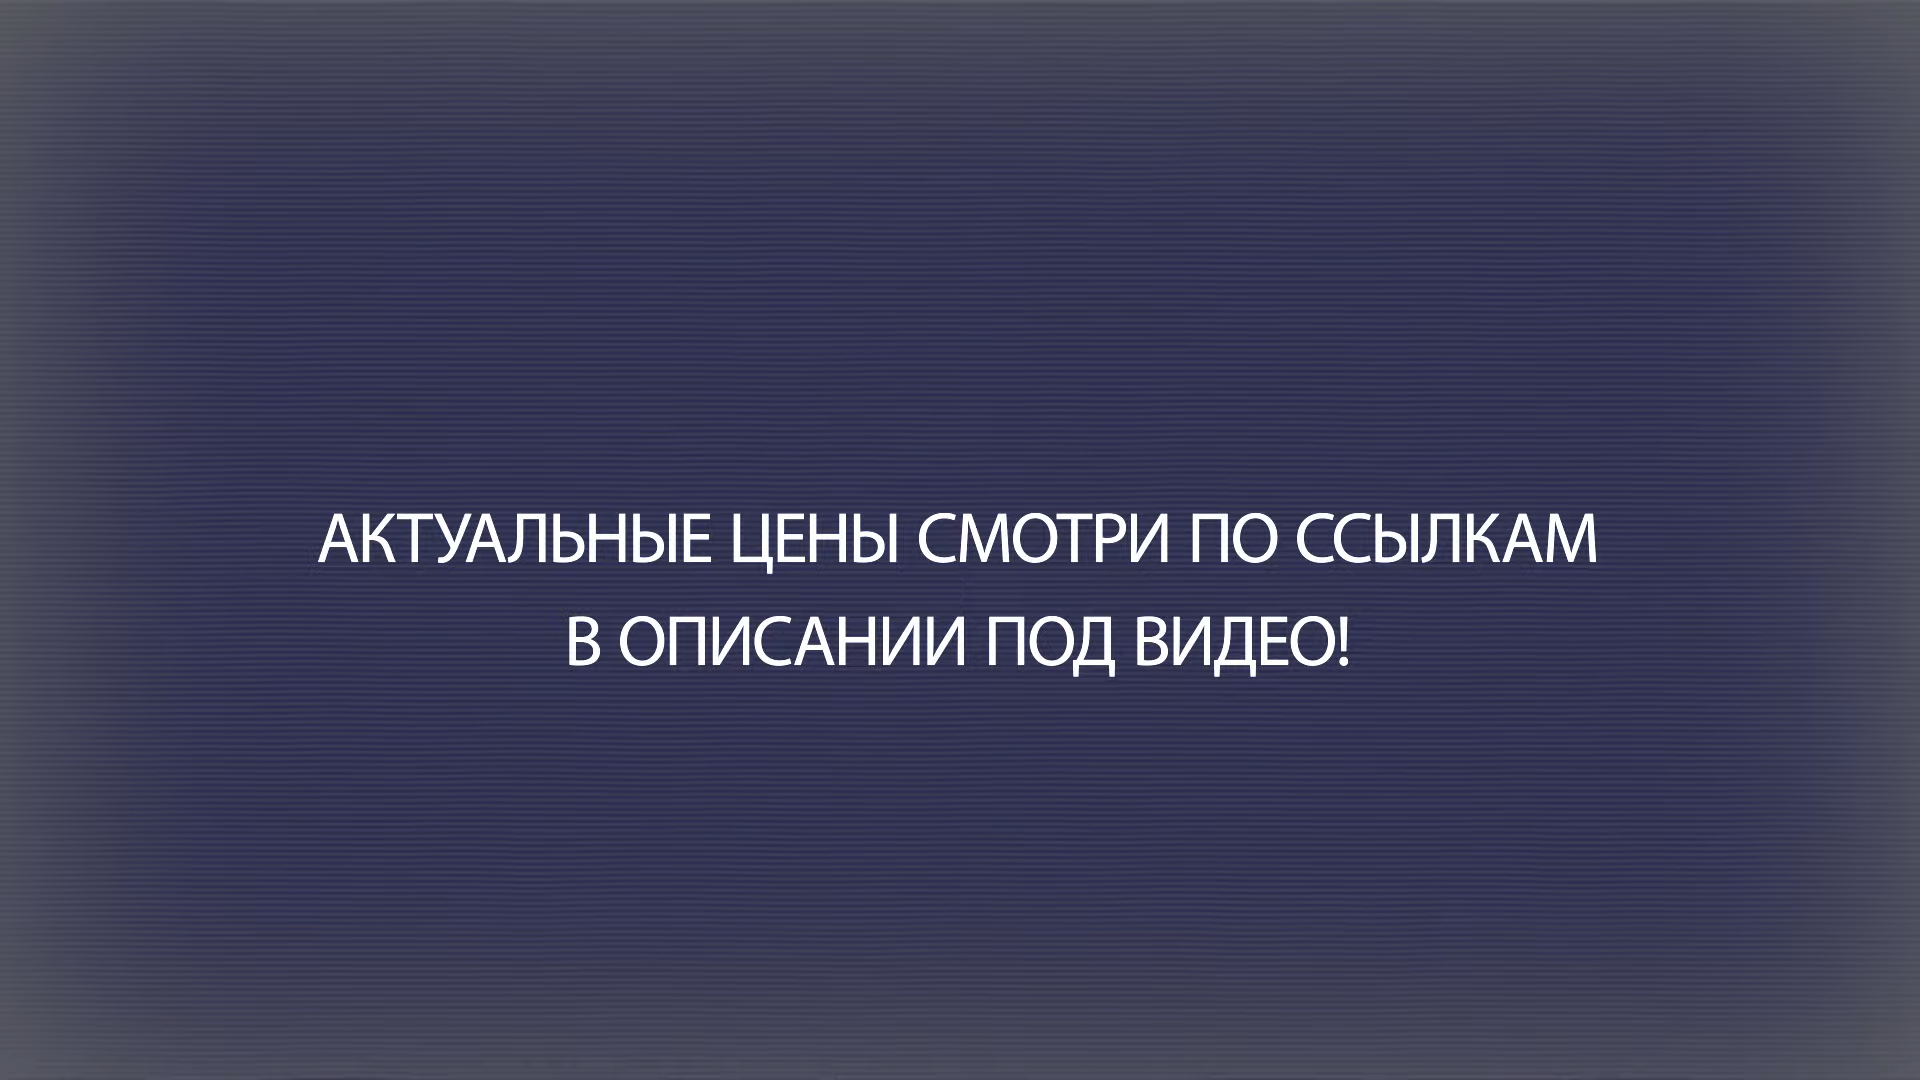 АКТУАЛЬНЫЕ ЦЕНЫ СМОТРИ ПО ССЫЛКАМ
В ОПИСАНИИ ПОД ВИДЕО!